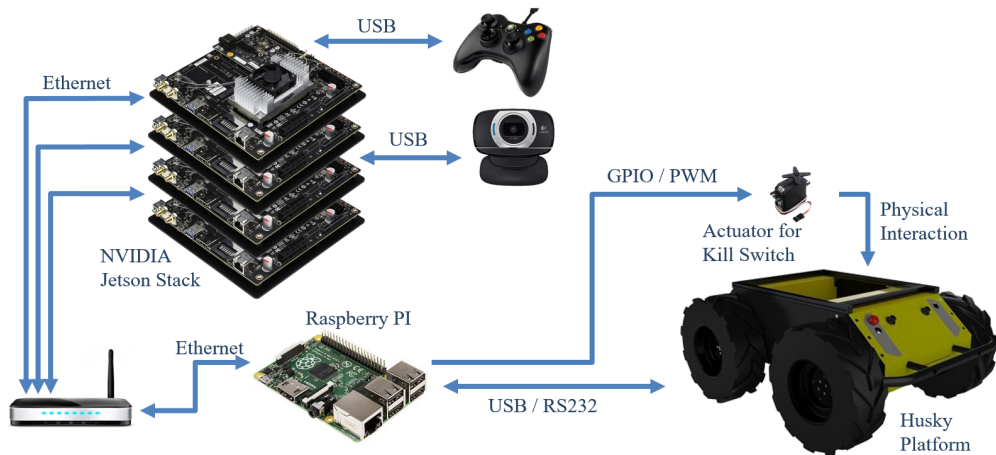 USB
Ethernet
USB
GPIO / PWM
NVIDIA
Jetson Stack
Actuator for
Kill Switch
Physical
Interaction
Raspberry PI
Ethernet
USB / RS232
Husky
Platform